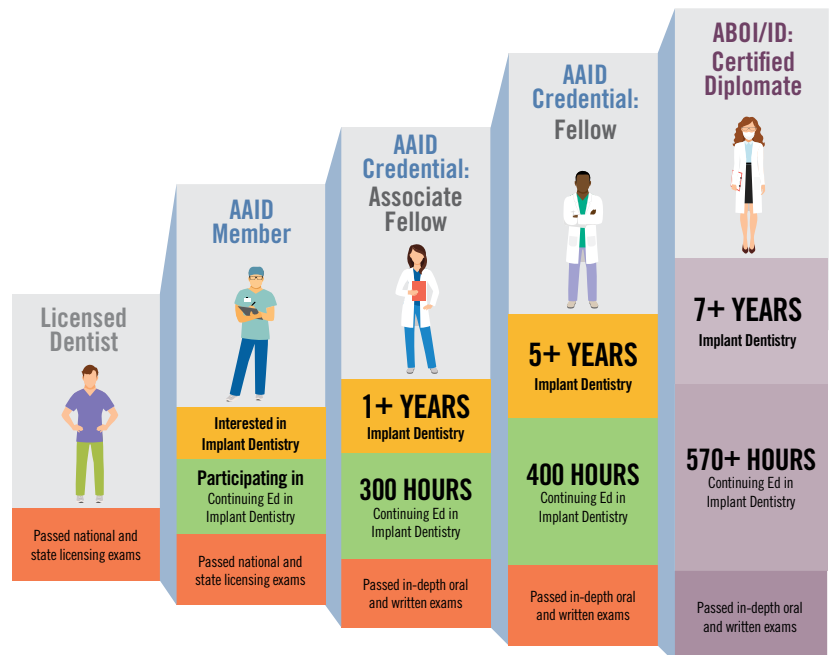 Licensed
Dentist
Passed national and
state licensing exams
AAID
Member
Interested in
Implant Dentistry
Participating in
Continuing Ed in
Implant Dentistry
Passed national and
state licensing exams
AAID
Credential:
Associate
Fellow
1+ YEARS
Implant Dentistry
300 HOURS
Continuing Ed in
Implant Dentistry
Passed in-depth oral
and written exams
AAID
Credential:
Fellow
5+ YEARS
Implant Dentistry
400 HOURS
Continuing Ed in
Implant Dentistry
Passed in-depth oral
and written exams
ABOI/ID:
Certified
Diplomate
7+ YEARS
Implant Dentistry
570+ HOURS
Continuing Ed in
Implant Dentistry
Passed in-depth oral
and written exams